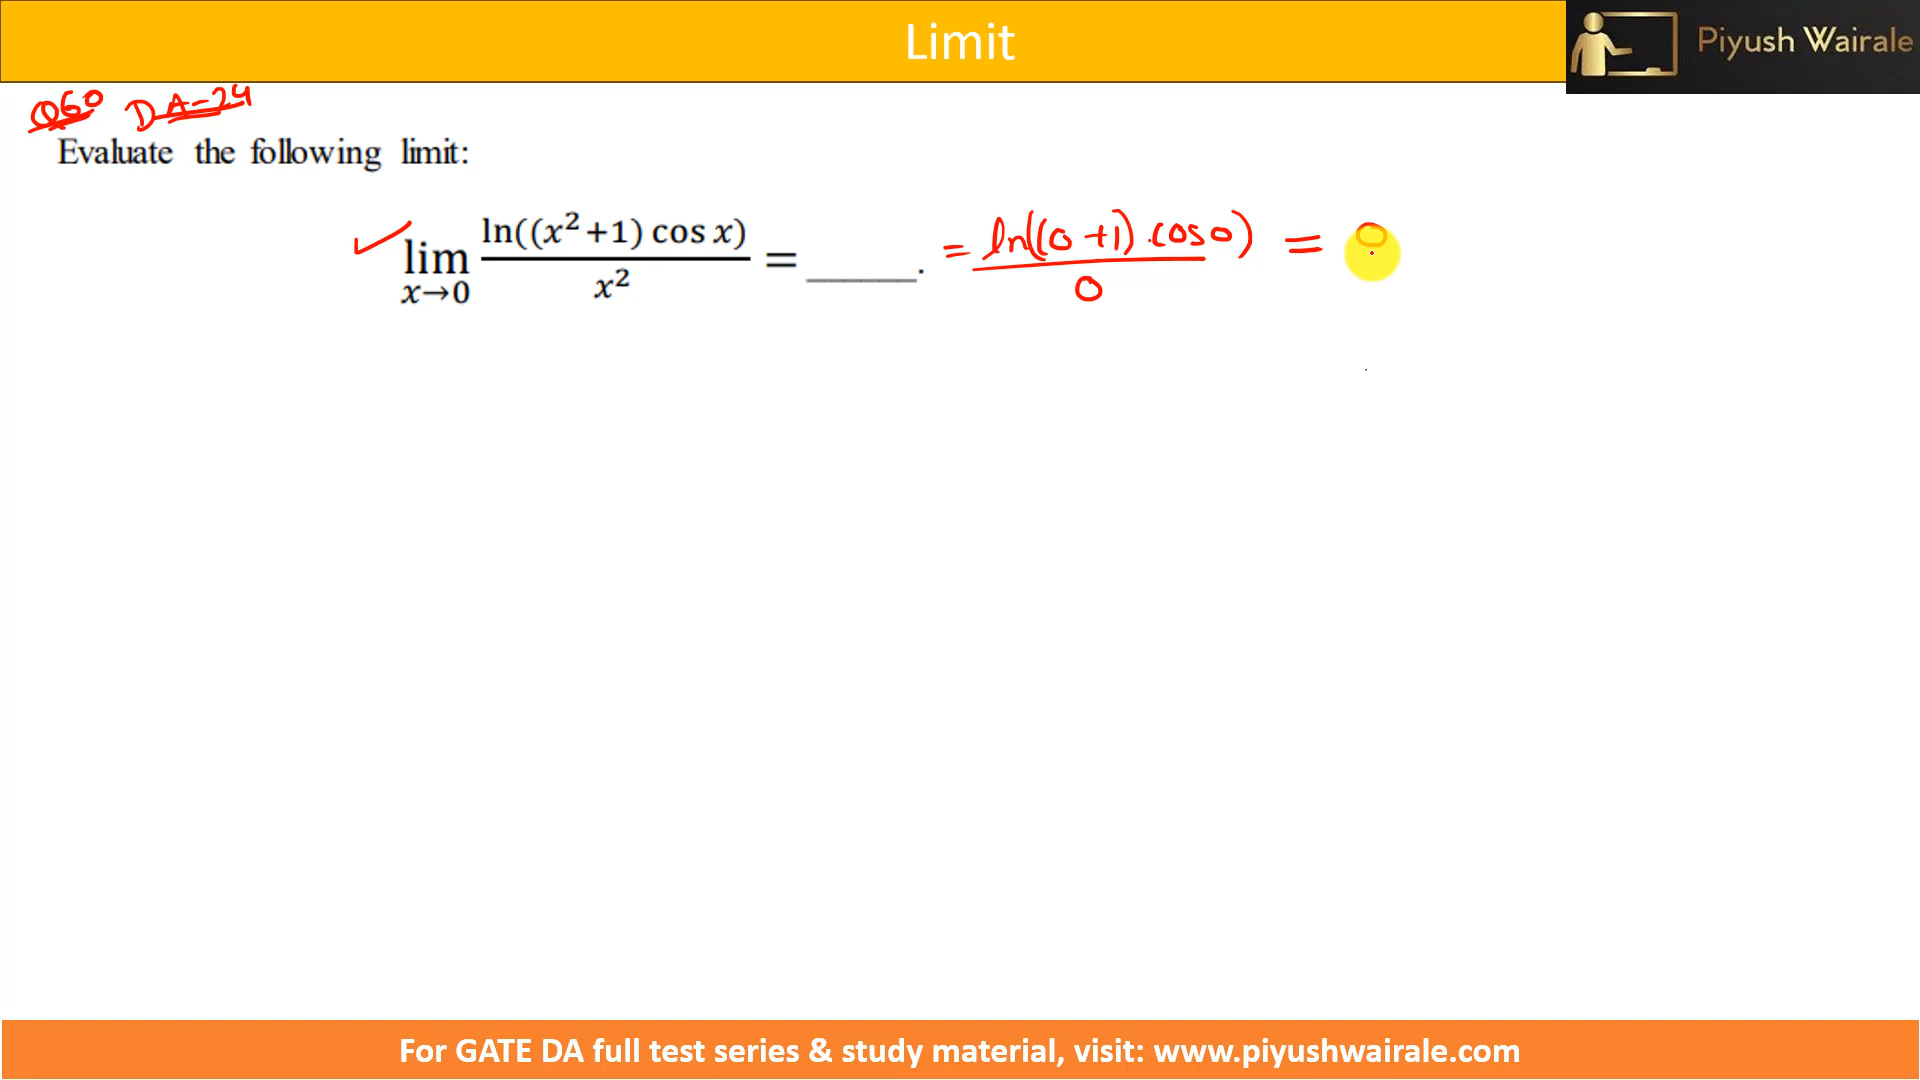 Limit
Piyush Wairale
Q60 DA-24
Evaluate the following limit:
lim x→0 ln((x²+1) cos x) / x² = ______. = ln((0+1).cos0) / 0 = 0
For GATE DA full test series & study material, visit: www.piyushwairale.com